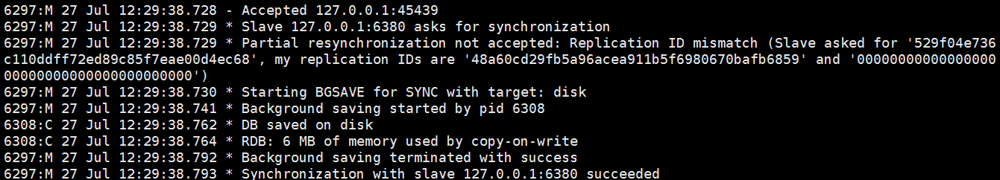 6297:M 27 Jul 12:29:38.728 - Accepted 127.0.0.1:45439
6297:M 27 Jul 12:29:38.729 * Slave 127.0.0.1:6380 asks for synchronization
6297:M 27 Jul 12:29:38.729 * Partial resynchronization not accepted: Replication ID mismatch (Slave asked for '529f04e736
c110ddff72ed89c85f7eae00d4ec68', my replication IDs are '48a60cd29fb5a96acea911b5f6980670bafb6859' and '00000000000000000
00000000000000000000000')
6297:M 27 Jul 12:29:38.730 * Starting BGSAVE for SYNC with target: disk
6297:M 27 Jul 12:29:38.741 * Background saving started by pid 6308
6308:C 27 Jul 12:29:38.762 * DB saved on disk
6308:C 27 Jul 12:29:38.764 * RDB: 6 MB of memory used by copy-on-write
6297:M 27 Jul 12:29:38.792 * Background saving terminated with success
6297:M 27 Jul 12:29:38.793 * Synchronization with slave 127.0.0.1:6380 succeeded